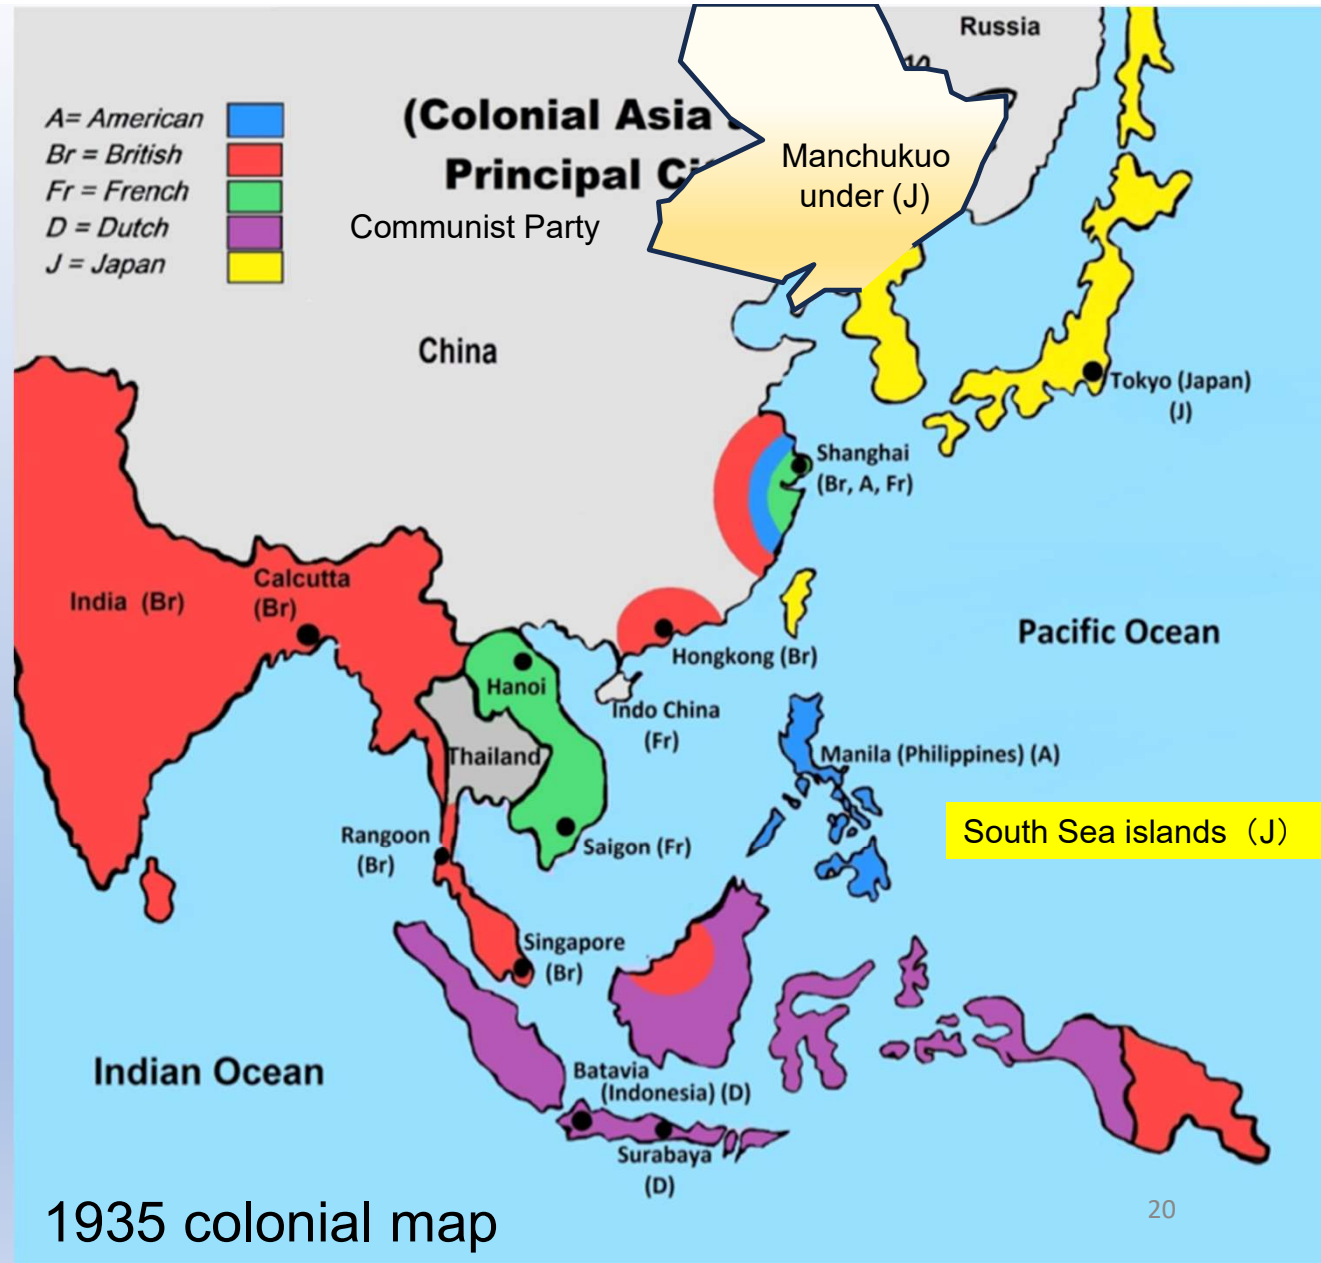 Russia
A= American
Br = British
Fr = French
D = Dutch
J = Japan
(Colonial Asia
Principal
Communist Party
Manchukuo
under (J)
China
Tokyo (Japan)
(J)
Shanghai
(Br, A, Fr)
India (Br)
Calcutta
(Br)
Pacific Ocean
Hongkong (Br)
Hanoi
Indo China
(Fr)
Thailand
Manila (Philippines) (A)
South Sea islands（J）
Rangoon
(Br)
Saigon (Fr)
Singapore
(Br)
Indian Ocean
Batavia
(Indonesia) (D)
Surabaya
(D)
1935 colonial map
20